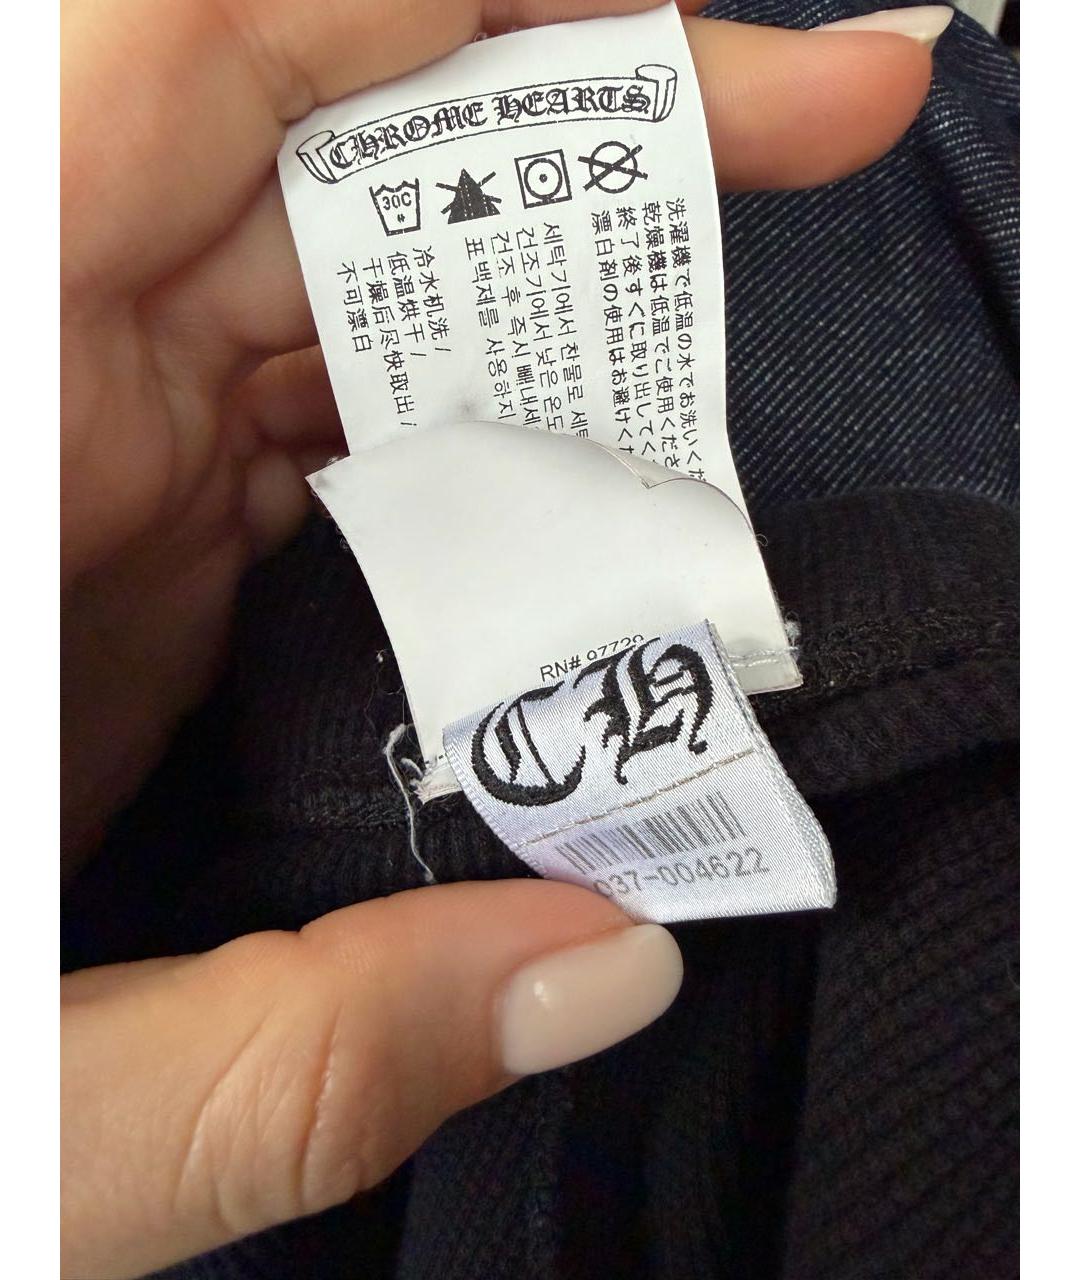 CHROME HEARTS
30C
洗濯機で低温の水でお洗いくだ
乾燥機は低温でご使用くださ
終了後すぐに取り出してく
漂白剤の使用はお避けくだ
세탁기에서 찬물로 세탁
건조기에서 낮은 온도
건조 후 즉시 빼내세
표백제를 사용하지
冷水机洗/
低温烘干/
干燥后尽快取出/
不可漂白
RN# 97729
CH
037-004622